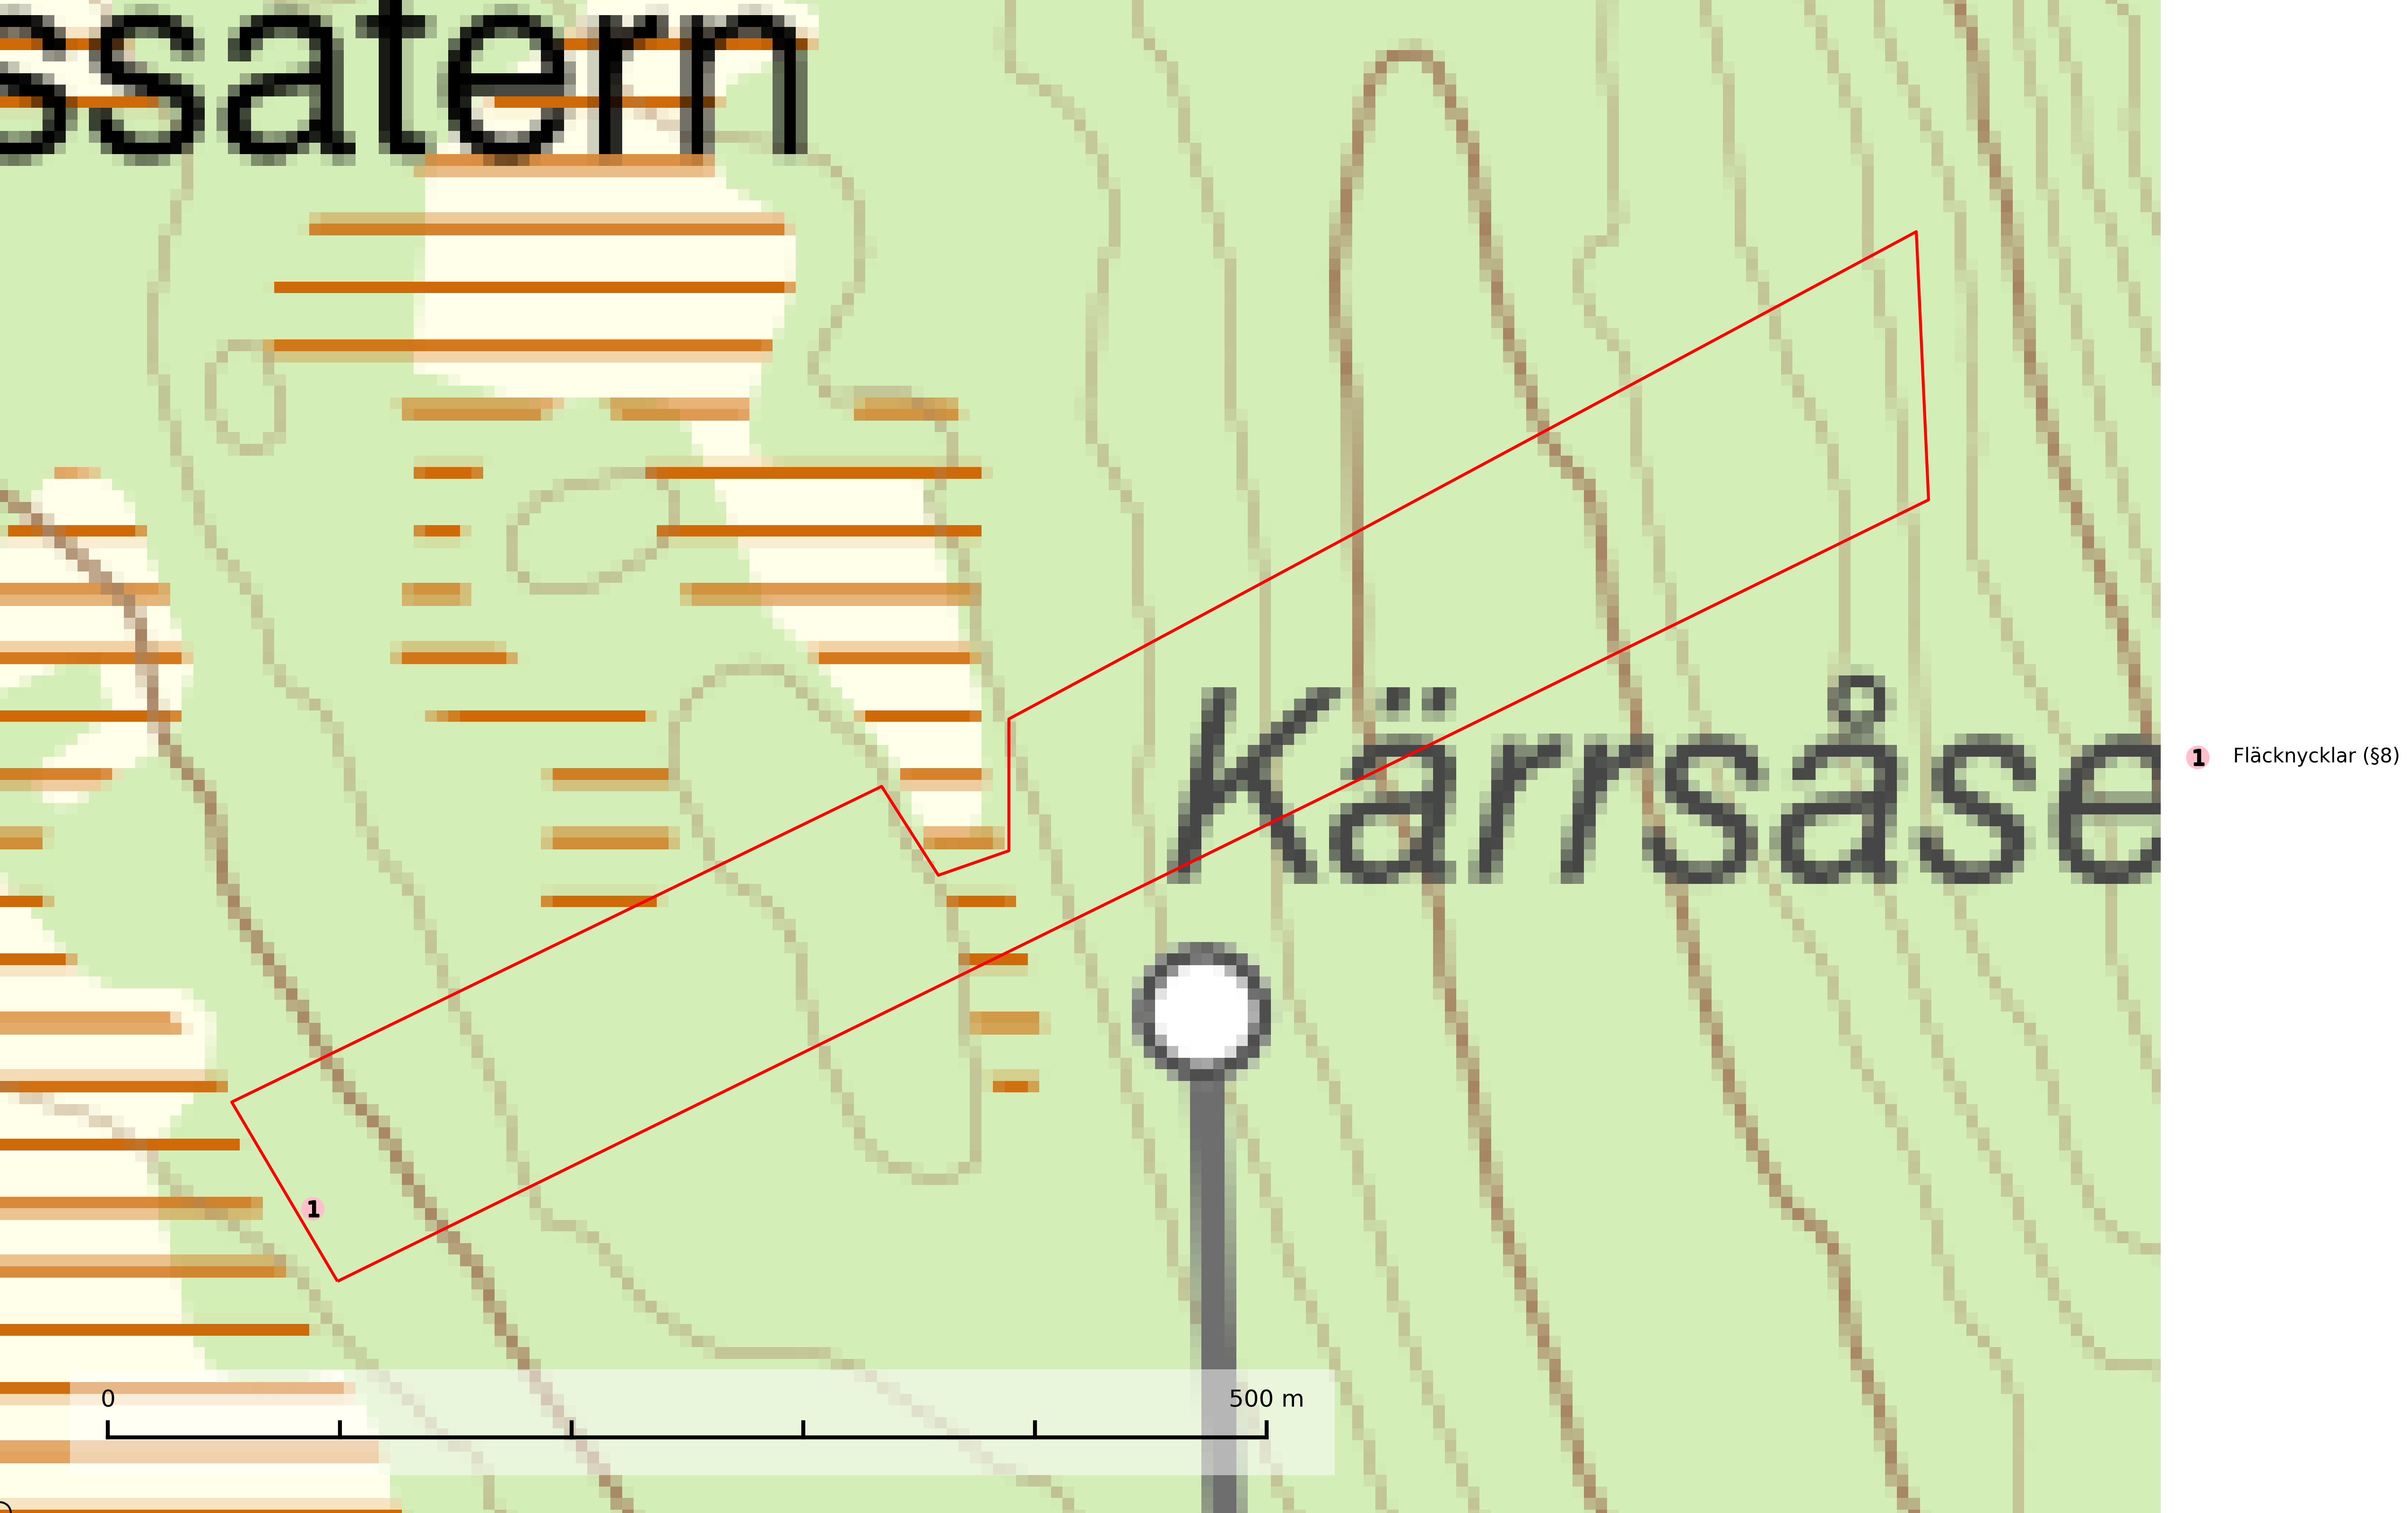 ssatern
Kärrsåse
1 Fläcknycklar (§8)
1
0 500 m